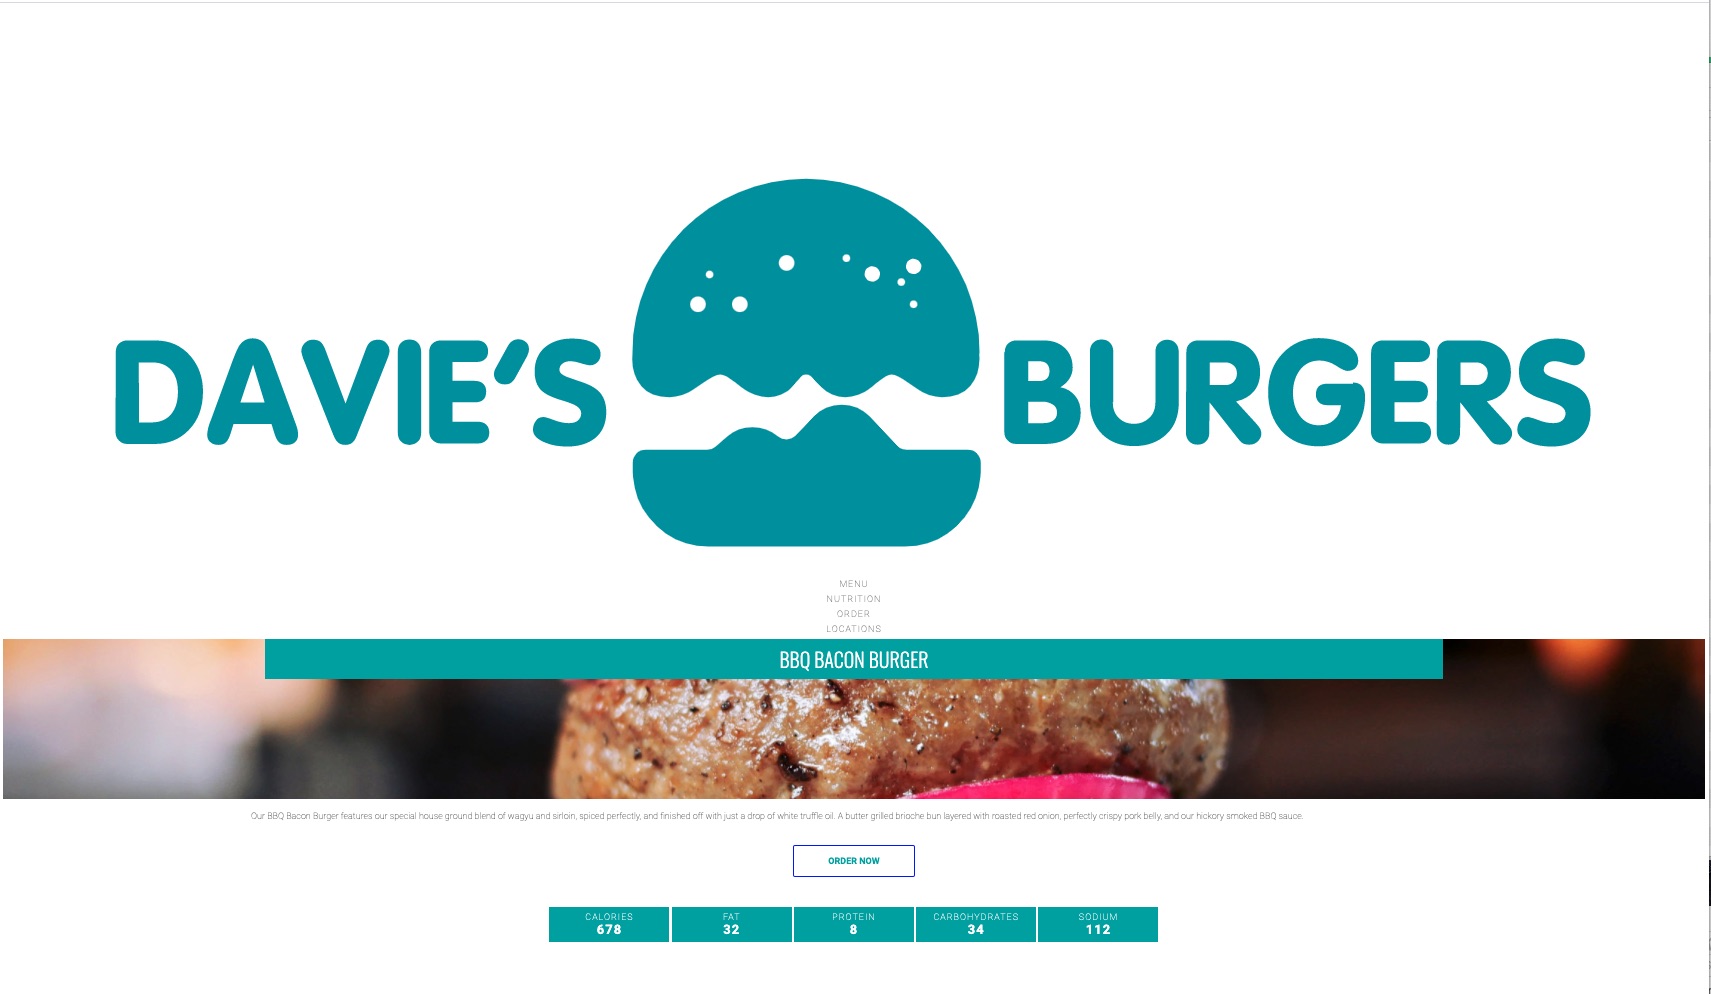 DAVIE'S BURGERS
MENU
NUTRITION
ORDER
LOCATIONS
BBQ BACON BURGER
Our BBQ Bacon Burger features our special house ground blend of wagyu and sirloin, spiced perfectly, and finished off with just a drop of white truffle oil. A butter grilled brioche bun layered with roasted red onion, perfectly crispy pork belly, and our hickory smoked BBQ sauce.
ORDER NOW
CALORIES FAT PROTEIN CARBOHYDRATES SODIUM
678 32 8 34 112